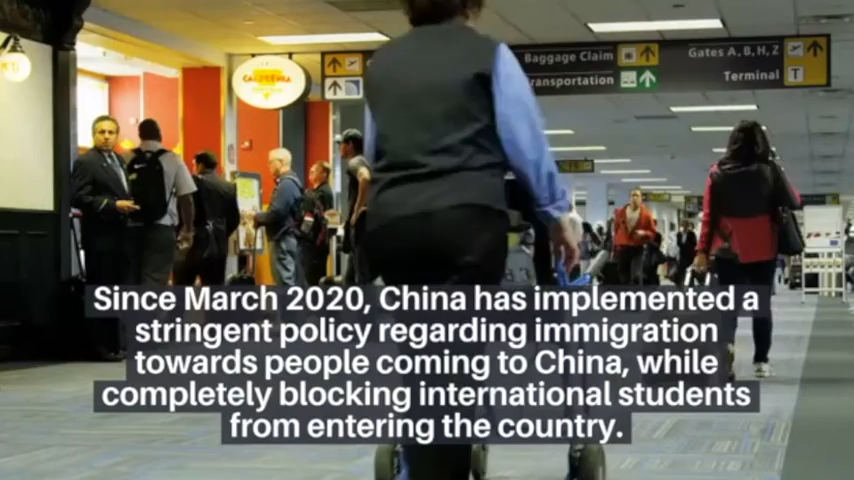 Baggage Claim
Gates A, B, H, Z
ransportation
Terminal
T
Since March 2020, China has implemented a
stringent policy regarding immigration
towards people coming to China, while
completely blocking international students
from entering the country.